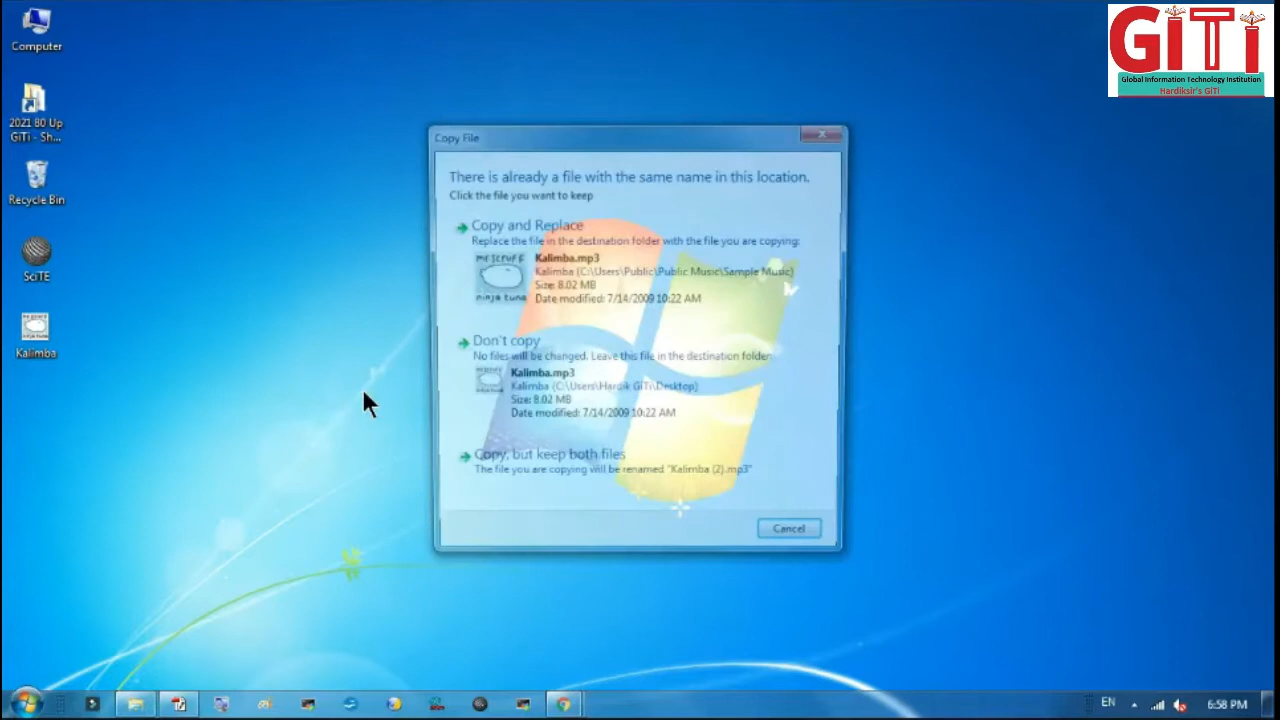 Computer
2021 80 Up
GiTi - Sh...
Recycle Bin
SciTE
Kalimba
GiTi
Global Information Technology Institution
Hardiksir's GiTi
Copy File
There is already a file with the same name in this location.
Click the file you want to keep
Copy and Replace
Replace the file in the destination folder with the file you are copying:
mr scruff
ninja tuna
Kalimba.mp3
Kalimba (C:\Users\Public\Public Music\Sample Music)
Size: 8.02 MB
Date modified: 7/14/2009 10:22 AM
Don't copy
No files will be changed. Leave this file in the destination folder:
Kalimba.mp3
Kalimba (C:\Users\Hardik GiTi\Desktop)
Size: 8.02 MB
Date modified: 7/14/2009 10:22 AM
Copy, but keep both files
The file you are copying will be renamed "Kalimba (2).mp3"
Cancel
EN
6:58 PM